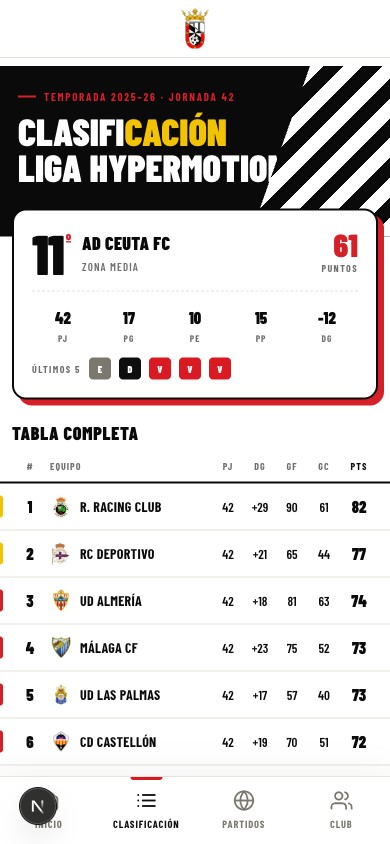 TEMPORADA 2025-26 · JORNADA 42
CLASIFICACIÓN
LIGA HYPERMOTION
11º AD CEUTA FC 61
ZONA MEDIA PUNTOS
42 17 10 15 -12
PJ PG PE PP DG
ÚLTIMOS 5 E D V V V
TABLA COMPLETA
# EQUIPO PJ DG GF GC PTS
1 R. RACING CLUB 42 +29 90 61 82
2 RC DEPORTIVO 42 +21 65 44 77
3 UD ALMERÍA 42 +18 81 63 74
4 MÁLAGA CF 42 +23 75 52 73
5 UD LAS PALMAS 42 +17 57 40 73
6 CD CASTELLÓN 42 +19 70 51 72
N
INICIO CLASIFICACIÓN PARTIDOS CLUB